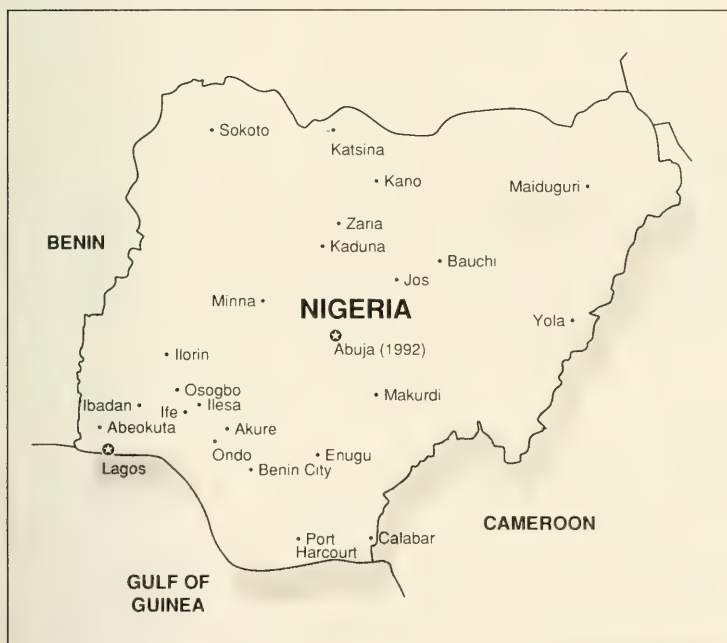 Sokoto
Katsina
Kano
Maiduguri
Zaria
BENIN
Kaduna
Bauchi
Jos
Minna
NIGERIA
Yola
Abuja (1992)
Ilorin
Osogbo
Makurdi
Ibadan
Ilesa
Ife
Abeokuta
Akure
Ondo
Enugu
Lagos
Benin City
CAMEROON
Port
Harcourt
Calabar
GULF OF
GUINEA